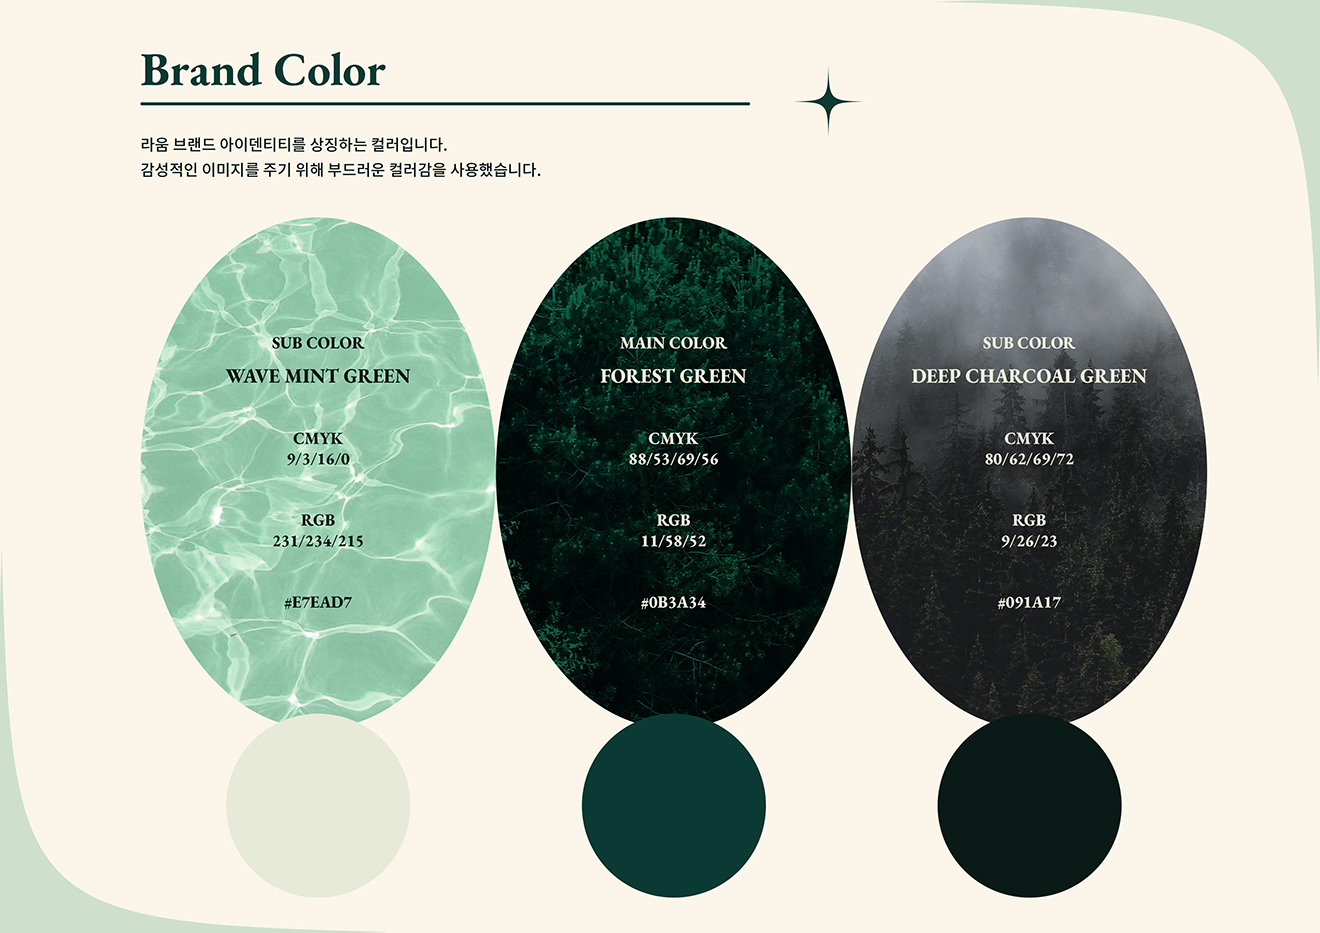 Brand Color
라움 브랜드 아이덴티티를 상징하는 컬러입니다.
감성적인 이미지를 주기 위해 부드러운 컬러감을 사용했습니다.
SUB COLOR
WAVE MINT GREEN
CMYK
9/3/16/0
RGB
231/234/215
#E7EAD7
MAIN COLOR
FOREST GREEN
CMYK
88/53/69/56
RGB
11/58/52
#0B3A34
SUB COLOR
DEEP CHARCOAL GREEN
CMYK
80/62/69/72
RGB
9/26/23
#091A17